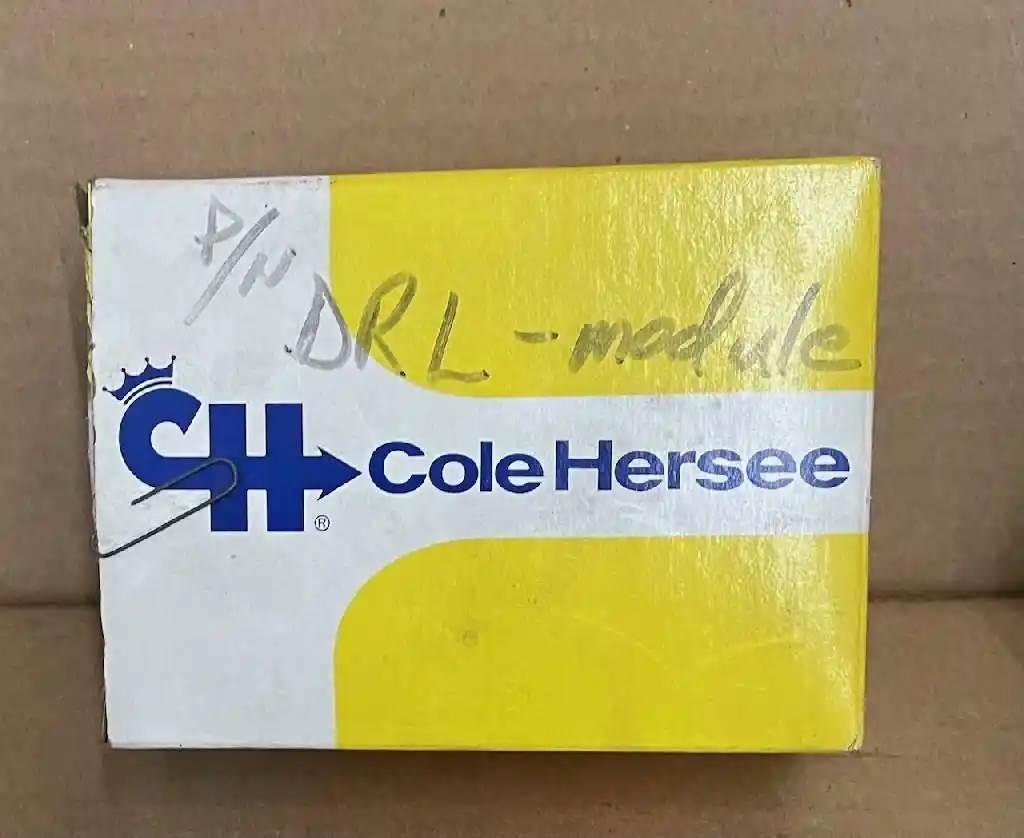 P/N
DRL - module
CH ® Cole Hersee